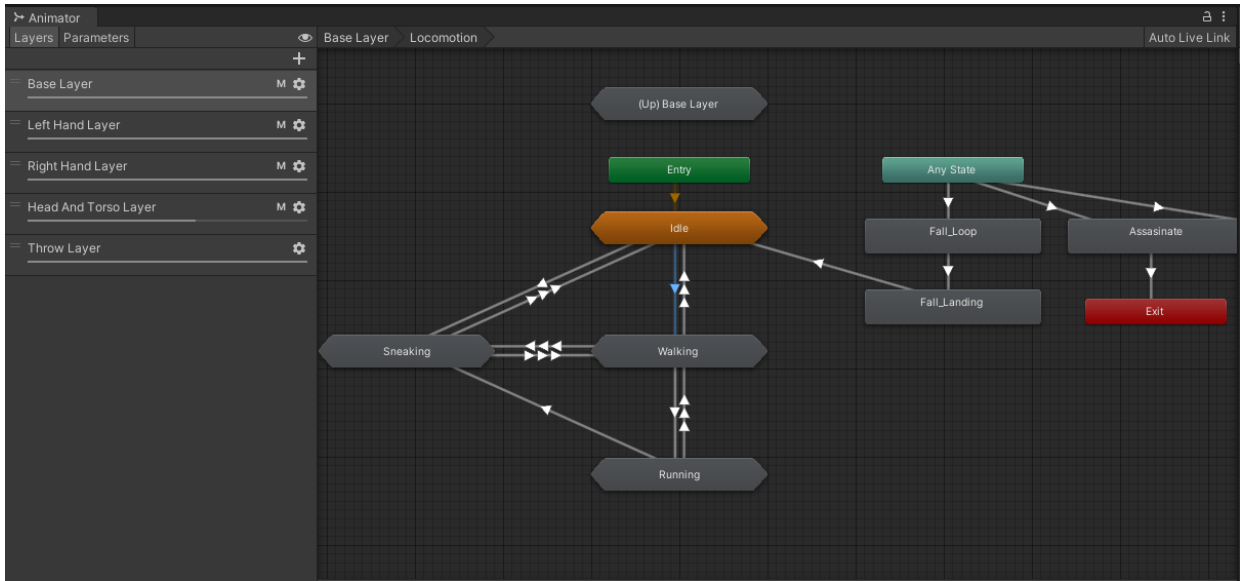 Animator
Layers Parameters
Base Layer Locomotion
Auto Live Link
Base Layer M
Left Hand Layer M
Right Hand Layer M
Head And Torso Layer M
Throw Layer
(Up) Base Layer
Entry
Any State
Idle
Fall_Loop
Assasinate
Fall_Landing
Exit
Sneaking
Walking
Running